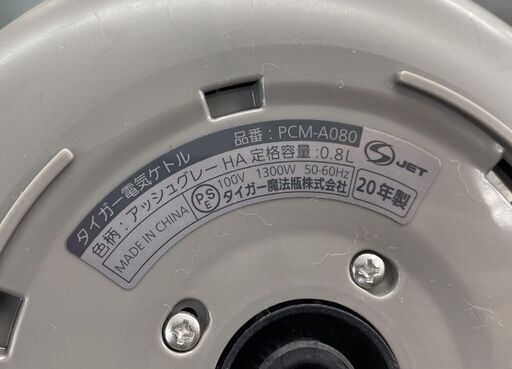 タイガー電気ケトル 品番：PCM-A080
色柄：アッシュグレー HA 定格容量：0.8L
MADE IN CHINA
PSE
100V 1300W 50-60Hz
タイガー魔法瓶株式会社
S JET
20年製